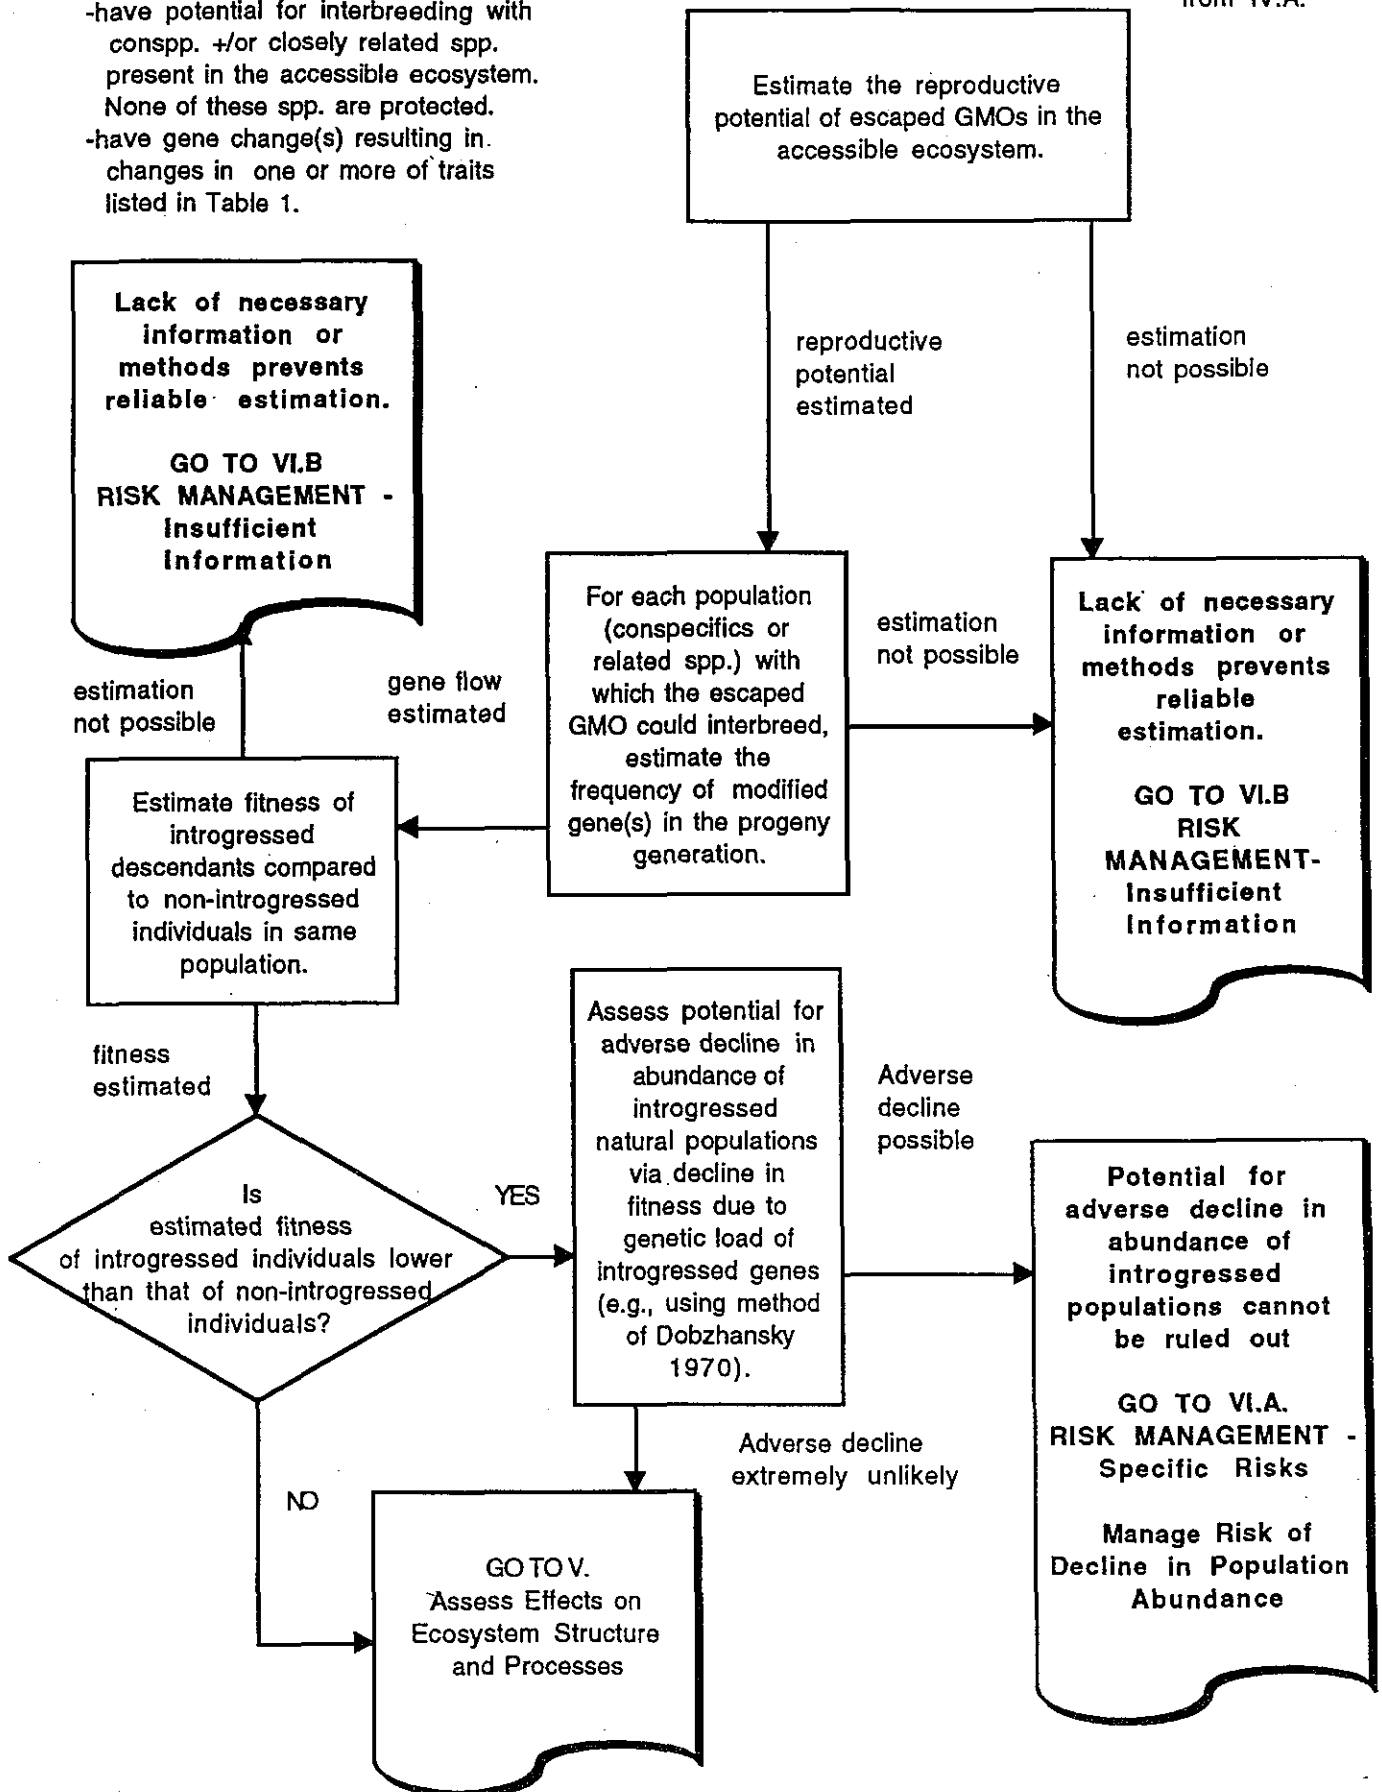 -have potential for interbreeding with
conspp. +/or closely related spp.
present in the accessible ecosystem.
None of these spp. are protected.
-have gene change(s) resulting in
changes in one or more of traits
listed in Table 1.
from IV.A.
Estimate the reproductive
potential of escaped GMOs in the
accessible ecosystem.
Lack of necessary
information or
methods prevents
reliable estimation.
GO TO VI.B
RISK MANAGEMENT -
Insufficient
Information
reproductive
potential
estimated
estimation
not possible
For each population
(conspecifics or
related spp.) with
which the escaped
GMO could interbreed,
estimate the
frequency of modified
gene(s) in the progeny
generation.
estimation
not possible
Lack of necessary
information or
methods prevents
reliable
estimation.
GO TO VI.B
RISK
MANAGEMENT-
Insufficient
Information
estimation
not possible
gene flow
estimated
Estimate fitness of
introgressed
descendants compared
to non-introgressed
individuals in same
population.
fitness
estimated
Is
estimated fitness
of introgressed individuals lower
than that of non-introgressed
individuals?
YES
NO
Assess potential for
adverse decline in
abundance of
introgressed
natural populations
via decline in
fitness due to
genetic load of
introgressed genes
(e.g., using method
of Dobzhansky
1970).
Adverse
decline
possible
Potential for
adverse decline in
abundance of
introgressed
populations cannot
be ruled out
GO TO VI.A.
RISK MANAGEMENT -
Specific Risks
Manage Risk of
Decline in Population
Abundance
Adverse decline
extremely unlikely
GO TO V.
Assess Effects on
Ecosystem Structure
and Processes